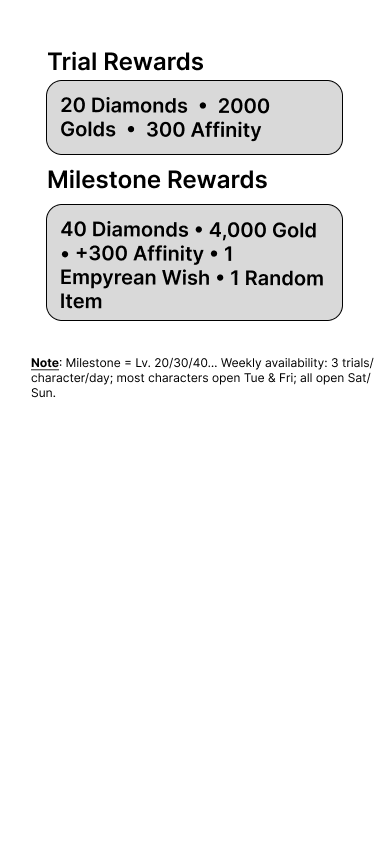 Trial Rewards
20 Diamonds • 2000
Golds • 300 Affinity
Milestone Rewards
40 Diamonds • 4,000 Gold
• +300 Affinity • 1
Empyrean Wish • 1 Random
Item
Note: Milestone = Lv. 20/30/40... Weekly availability: 3 trials/
character/day; most characters open Tue & Fri; all open Sat/
Sun.